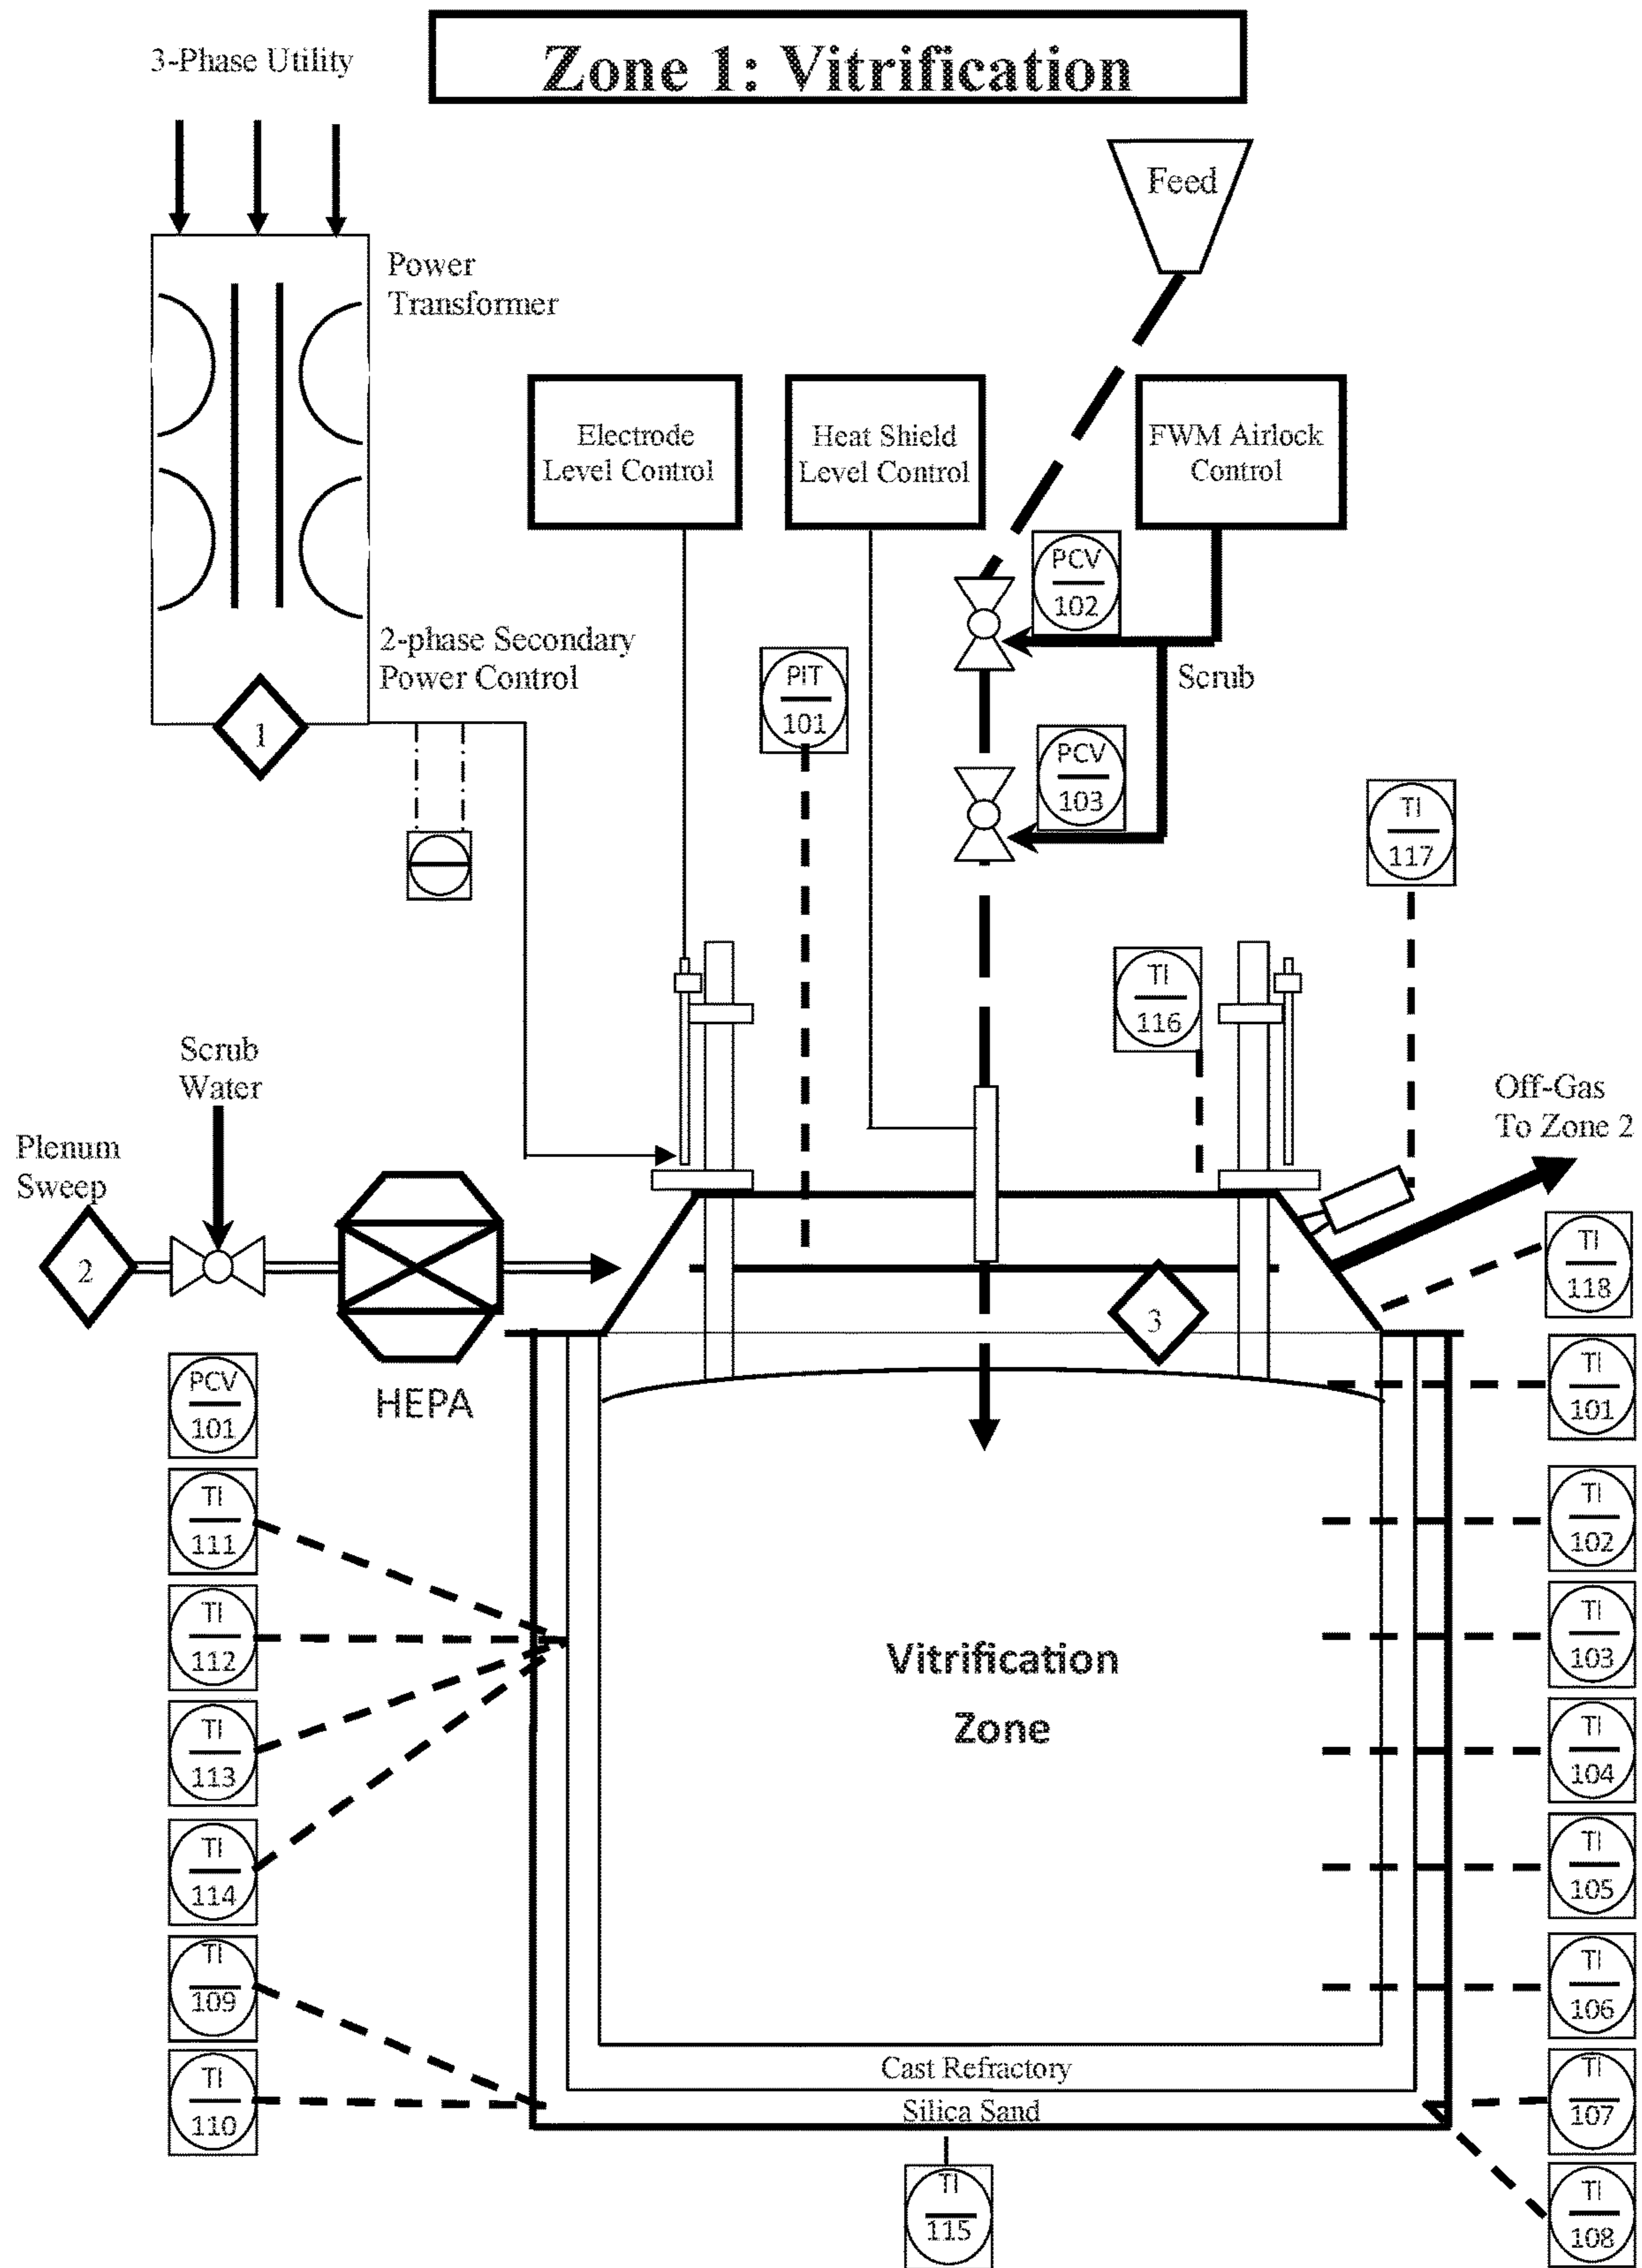 Zone 1: Vitrification
3-Phase Utility
Feed
Power
Transformer
Electrode
Level Control
Heat Shield
Level Control
FWM Airlock
Control
PCV
102
2-phase Secondary
Power Control
1
PIT
101
Scrub
PCV
103
TI
117
TI
116
Scrub
Water
Plenum
Sweep
2
HEPA
Off-Gas
To Zone 2
3
TI
118
PCV
101
TI
101
TI
111
TI
102
TI
112
TI
103
Vitrification
Zone
TI
113
TI
104
TI
114
TI
105
TI
109
TI
106
Cast Refractory
Silica Sand
TI
110
TI
107
TI
115
TI
108